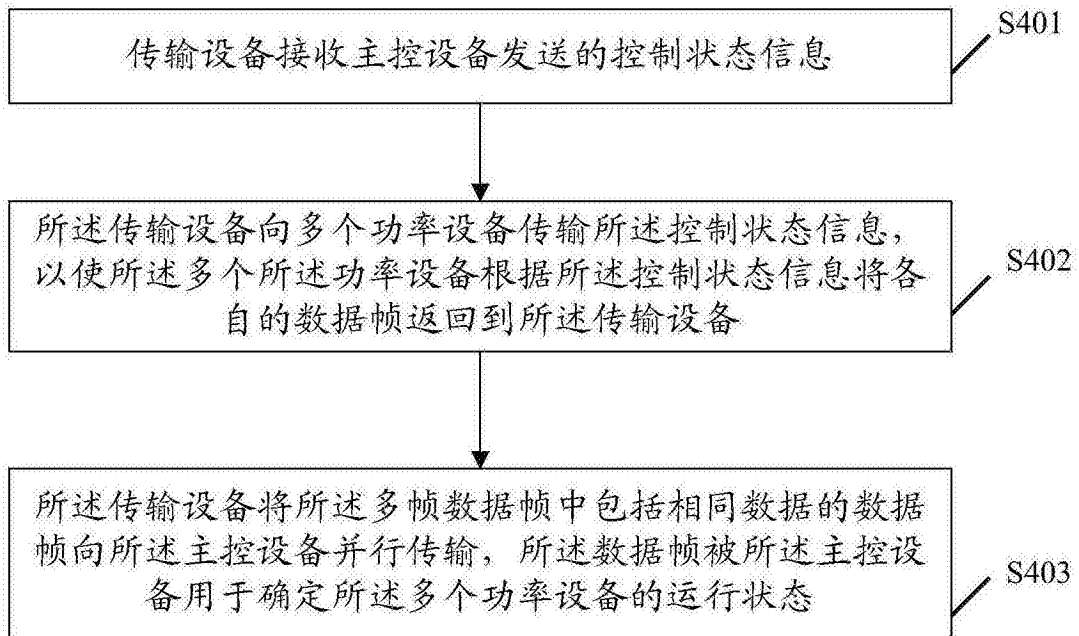 传输设备接收主控设备发送的控制状态信息
S401
所述传输设备向多个功率设备传输所述控制状态信息，
以使所述多个所述功率设备根据所述控制状态信息将各
自的数据帧返回到所述传输设备
S402
所述传输设备将所述多帧数据帧中包括相同数据的数据
帧向所述主控设备并行传输，所述数据帧被所述主控设
备用于确定所述多个功率设备的运行状态
S403